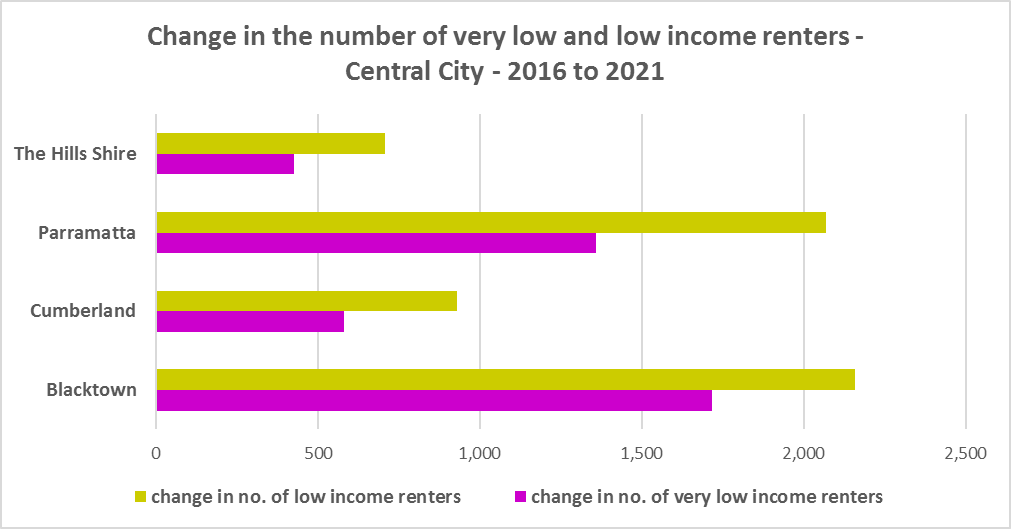 Change in the number of very low and low income renters -
Central City - 2016 to 2021
The Hills Shire
Parramatta
Cumberland
Blacktown
0 500 1,000 1,500 2,000 2,500
change in no. of low income renters change in no. of very low income renters